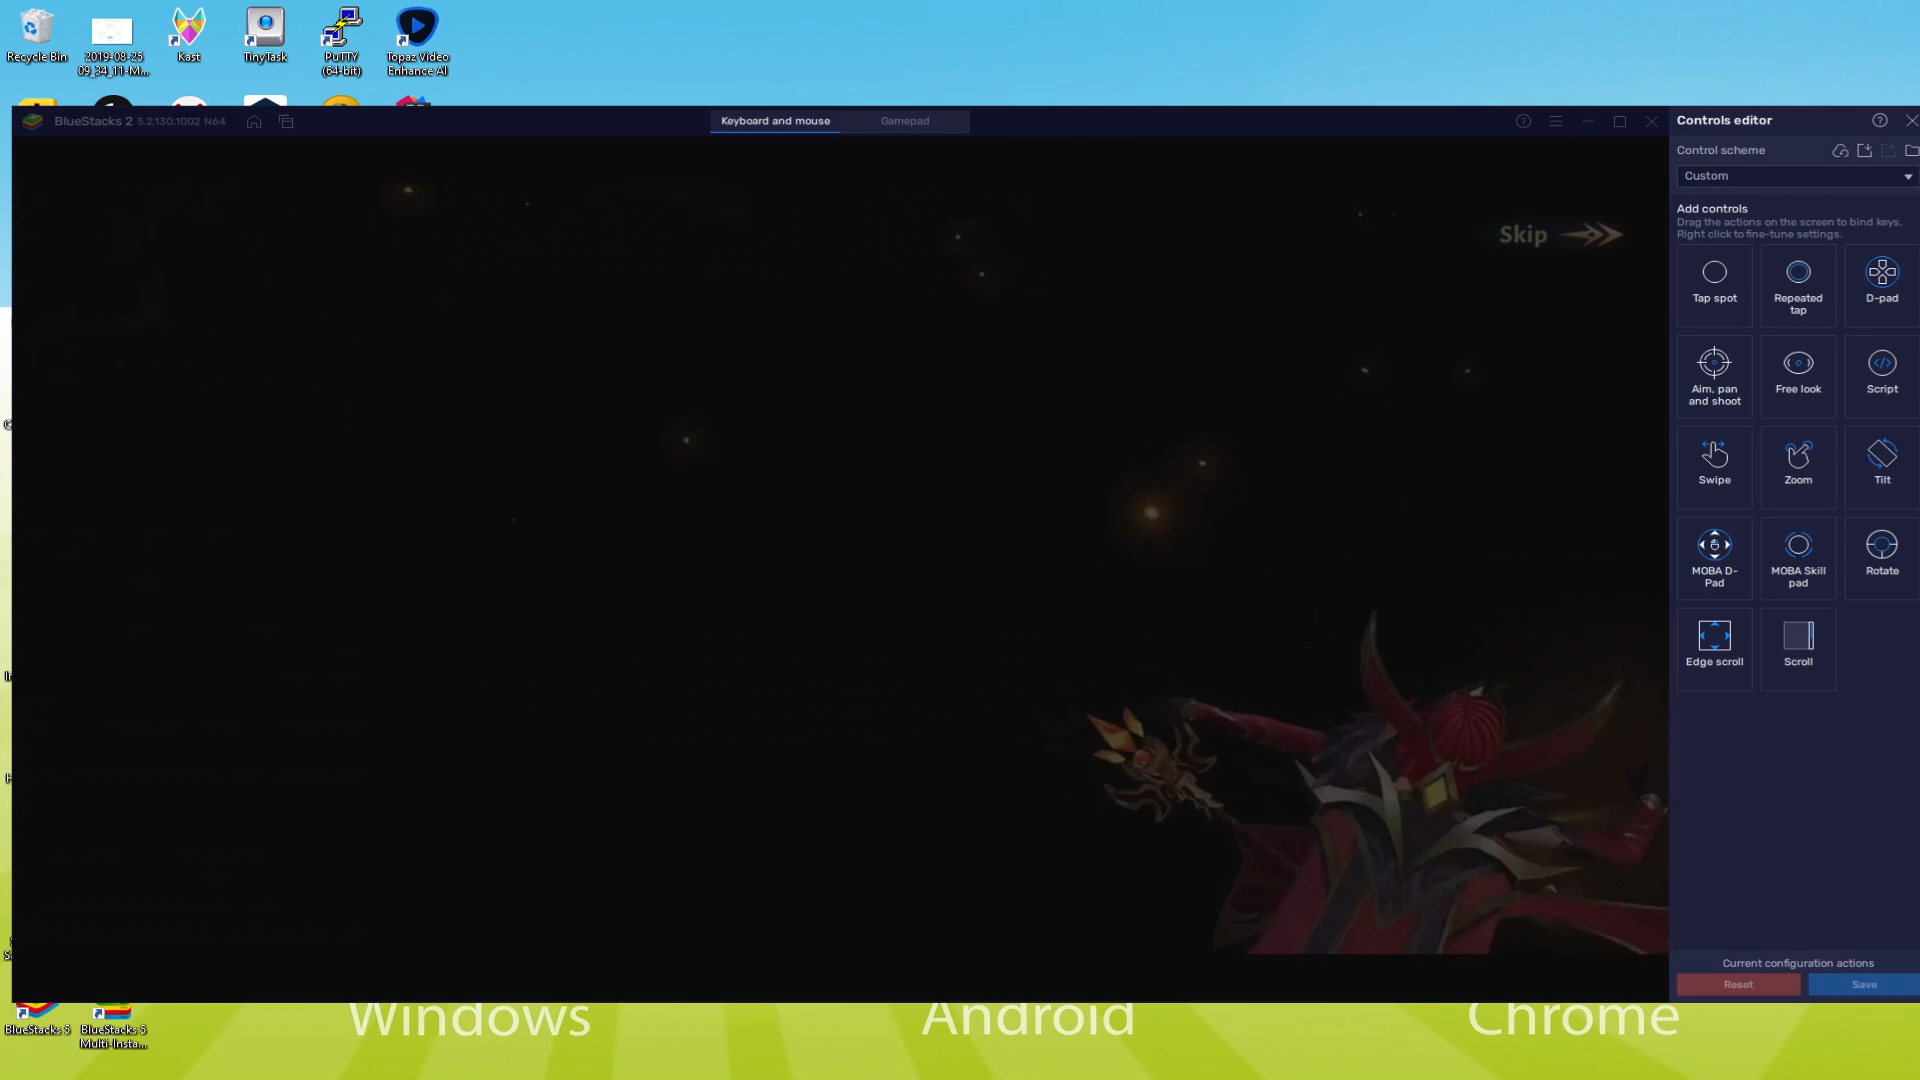 Recycle Bin
2019-08-25
09_34_11-M...
Kast
TinyTask
PuTTY
(64-bit)
Topaz Video
Enhance AI
BlueStacks 2 5.2.130.1002 N64
Keyboard and mouse
Gamepad
Controls editor
Control scheme
Custom
Add controls
Drag the actions on the screen to bind keys.
Right click to fine-tune settings.
Skip
Tap spot
Repeated
tap
D-pad
Aim, pan
and shoot
Free look
Script
Swipe
Zoom
Tilt
MOBA D-
Pad
MOBA Skill
pad
Rotate
Edge scroll
Scroll
Current configuration actions
Reset
Save
BlueStacks 5
BlueStacks 5
Multi-Insta...
Windows
Android
Chrome